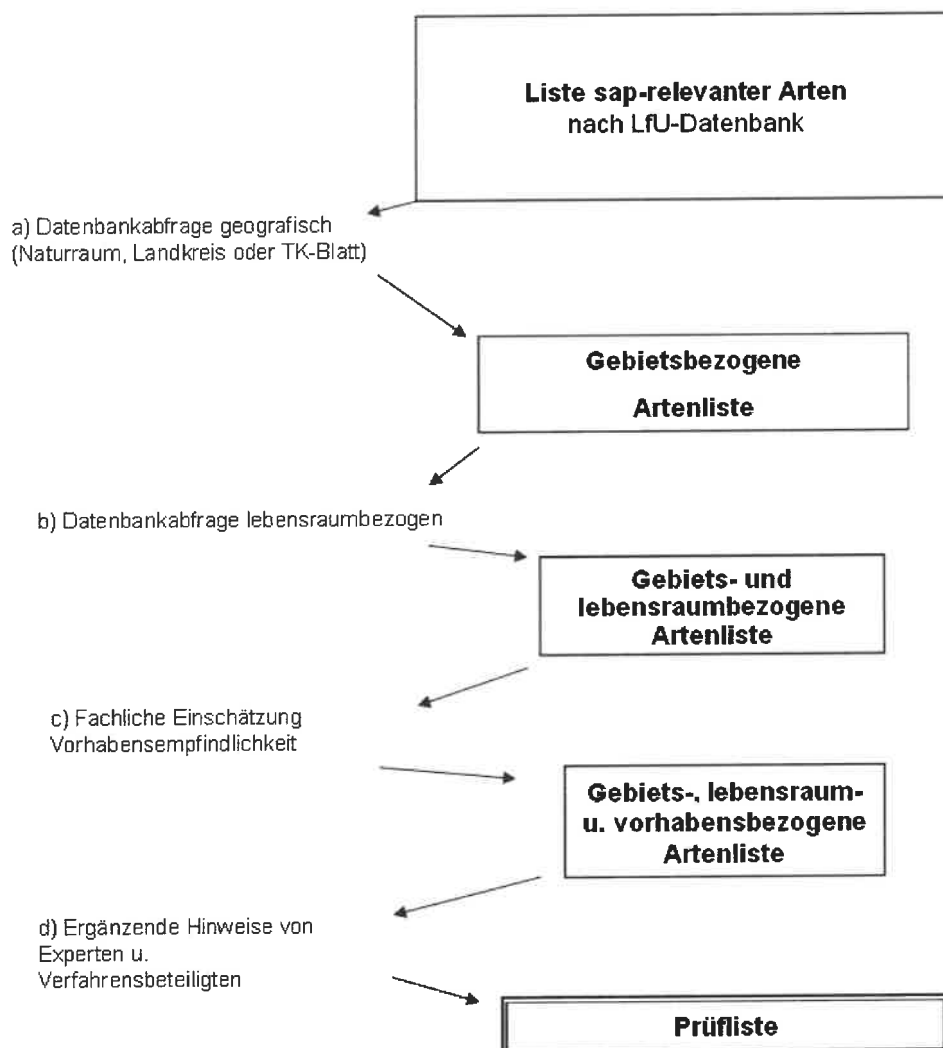 Liste sap-relevanter Arten
nach LfU-Datenbank
a) Datenbankabfrage geografisch
(Naturraum, Landkreis oder TK-Blatt)
Gebietsbezogene
Artenliste
b) Datenbankabfrage lebensraumbezogen
Gebiets- und
lebensraumbezogene
Artenliste
c) Fachliche Einschätzung
Vorhabensempfindlichkeit
Gebiets-, lebensraum-
u. vorhabensbezogene
Artenliste
d) Ergänzende Hinweise von
Experten u.
Verfahrensbeteiligten
Prüfliste